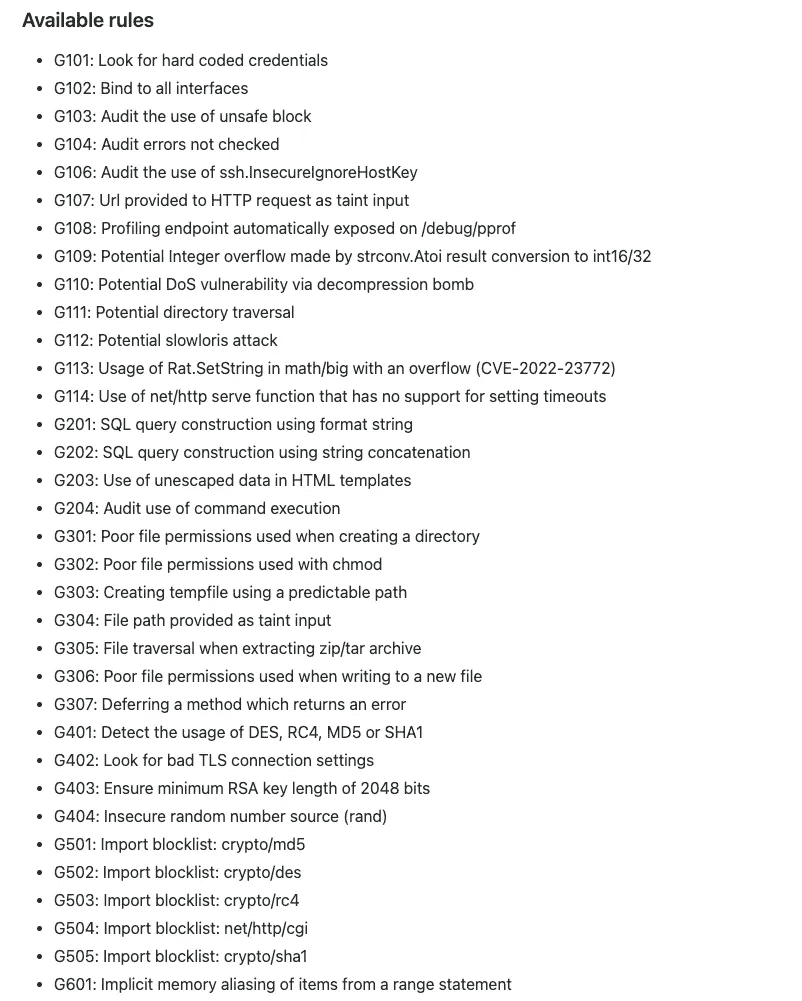 Available rules
• G101: Look for hard coded credentials
• G102: Bind to all interfaces
• G103: Audit the use of unsafe block
• G104: Audit errors not checked
• G106: Audit the use of ssh.InsecureIgnoreHostKey
• G107: Url provided to HTTP request as taint input
• G108: Profiling endpoint automatically exposed on /debug/pprof
• G109: Potential Integer overflow made by strconv.Atoi result conversion to int16/32
• G110: Potential DoS vulnerability via decompression bomb
• G111: Potential directory traversal
• G112: Potential slowloris attack
• G113: Usage of Rat.SetString in math/big with an overflow (CVE-2022-23772)
• G114: Use of net/http serve function that has no support for setting timeouts
• G201: SQL query construction using format string
• G202: SQL query construction using string concatenation
• G203: Use of unescaped data in HTML templates
• G204: Audit use of command execution
• G301: Poor file permissions used when creating a directory
• G302: Poor file permissions used with chmod
• G303: Creating tempfile using a predictable path
• G304: File path provided as taint input
• G305: File traversal when extracting zip/tar archive
• G306: Poor file permissions used when writing to a new file
• G307: Deferring a method which returns an error
• G401: Detect the usage of DES, RC4, MD5 or SHA1
• G402: Look for bad TLS connection settings
• G403: Ensure minimum RSA key length of 2048 bits
• G404: Insecure random number source (rand)
• G501: Import blocklist: crypto/md5
• G502: Import blocklist: crypto/des
• G503: Import blocklist: crypto/rc4
• G504: Import blocklist: net/http/cgi
• G505: Import blocklist: crypto/sha1
• G601: Implicit memory aliasing of items from a range statement